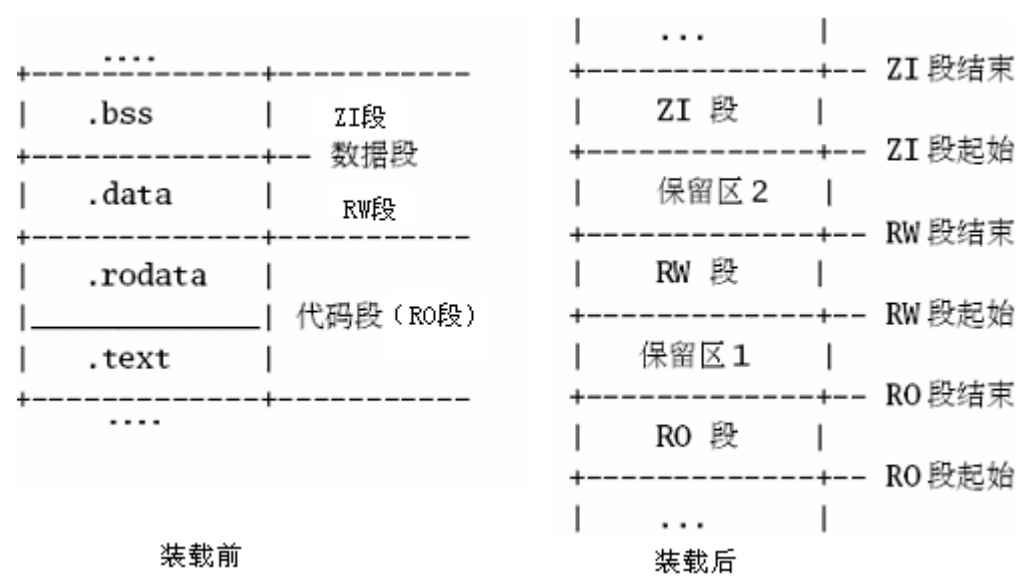 ....
.bss ZI段
数据段
.data RW段
.rodata
代码段（RO段）
.text
....
装载前
...
ZI 段结束
ZI 段
ZI 段起始
保留区 2
RW 段结束
RW 段
RW 段起始
保留区 1
RO 段结束
RO 段
RO 段起始
...
装载后